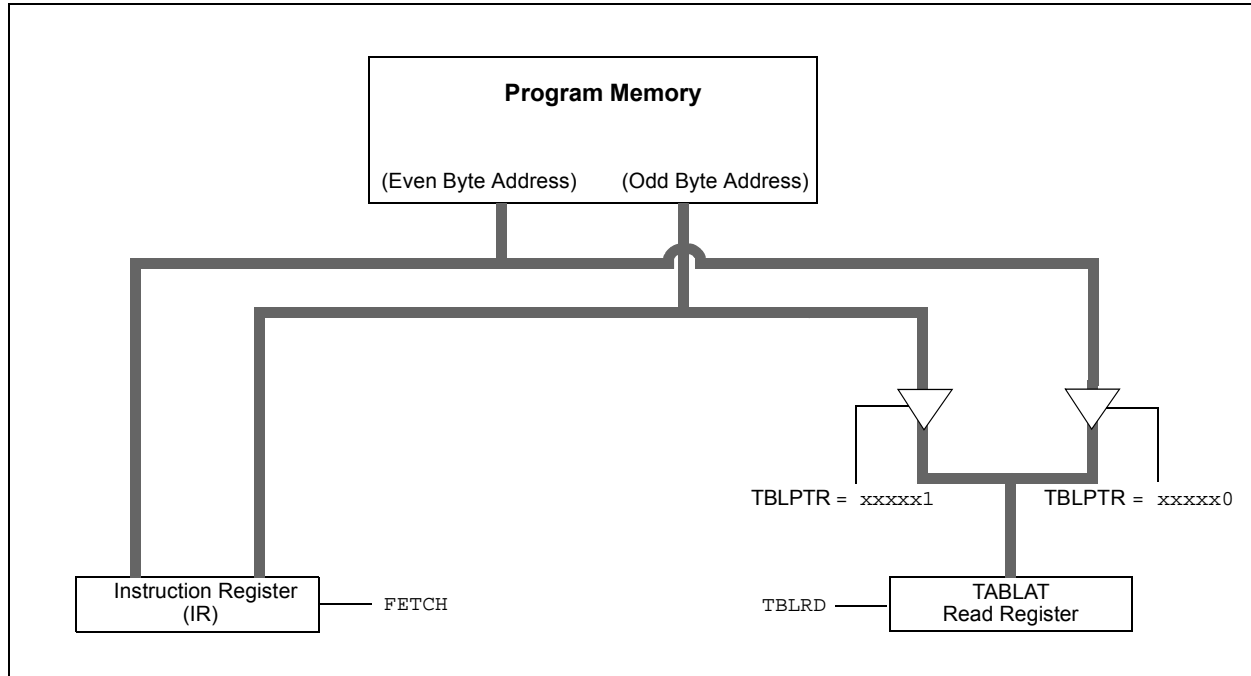 Program Memory
(Even Byte Address) (Odd Byte Address)
TBLPTR = xxxxx1 TBLPTR = xxxxx0
Instruction Register
(IR)
FETCH
TBLRD
TABLAT
Read Register